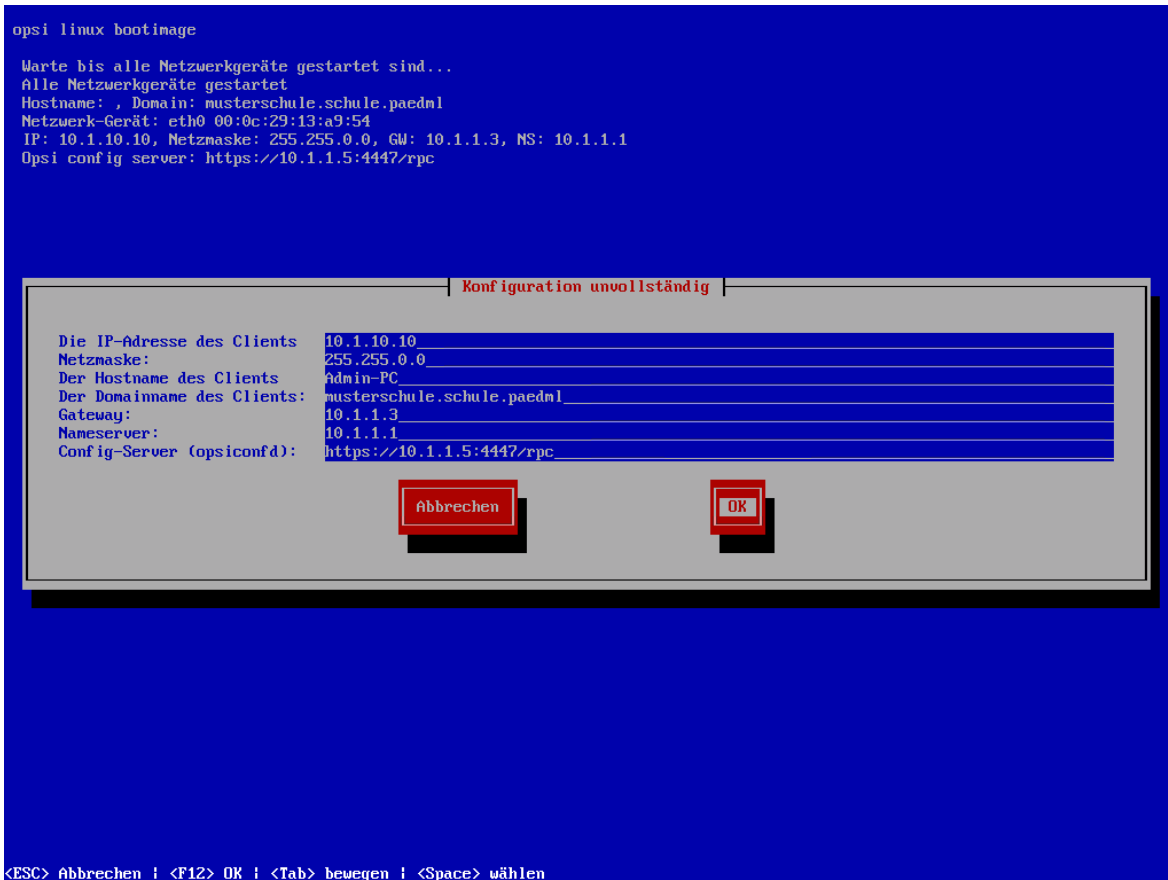 opsi linux bootimage
Warte bis alle Netzwerkgeräte gestartet sind...
Alle Netzwerkgeräte gestartet
Hostname: , Domain: musterschule.schule.paedml
Netzwerk-Gerät: eth0 00:0c:29:13:a9:54
IP: 10.1.10.10, Netzmaske: 255.255.0.0, GW: 10.1.1.3, NS: 10.1.1.1
Opsi config server: https://10.1.1.5:4447/rpc
Konfiguration unvollständig
Die IP-Adresse des Clients 10.1.10.10
Netzmaske: 255.255.0.0
Der Hostname des Clients Admin-PC
Der Domainname des Clients: musterschule.schule.paedml
Gateway: 10.1.1.3
Nameserver: 10.1.1.1
Config-Server (opsiconfd): https://10.1.1.5:4447/rpc
Abbrechen OK
<ESC> Abbrechen ¦ <F12> OK ¦ <Tab> bewegen ¦ <Space> wählen